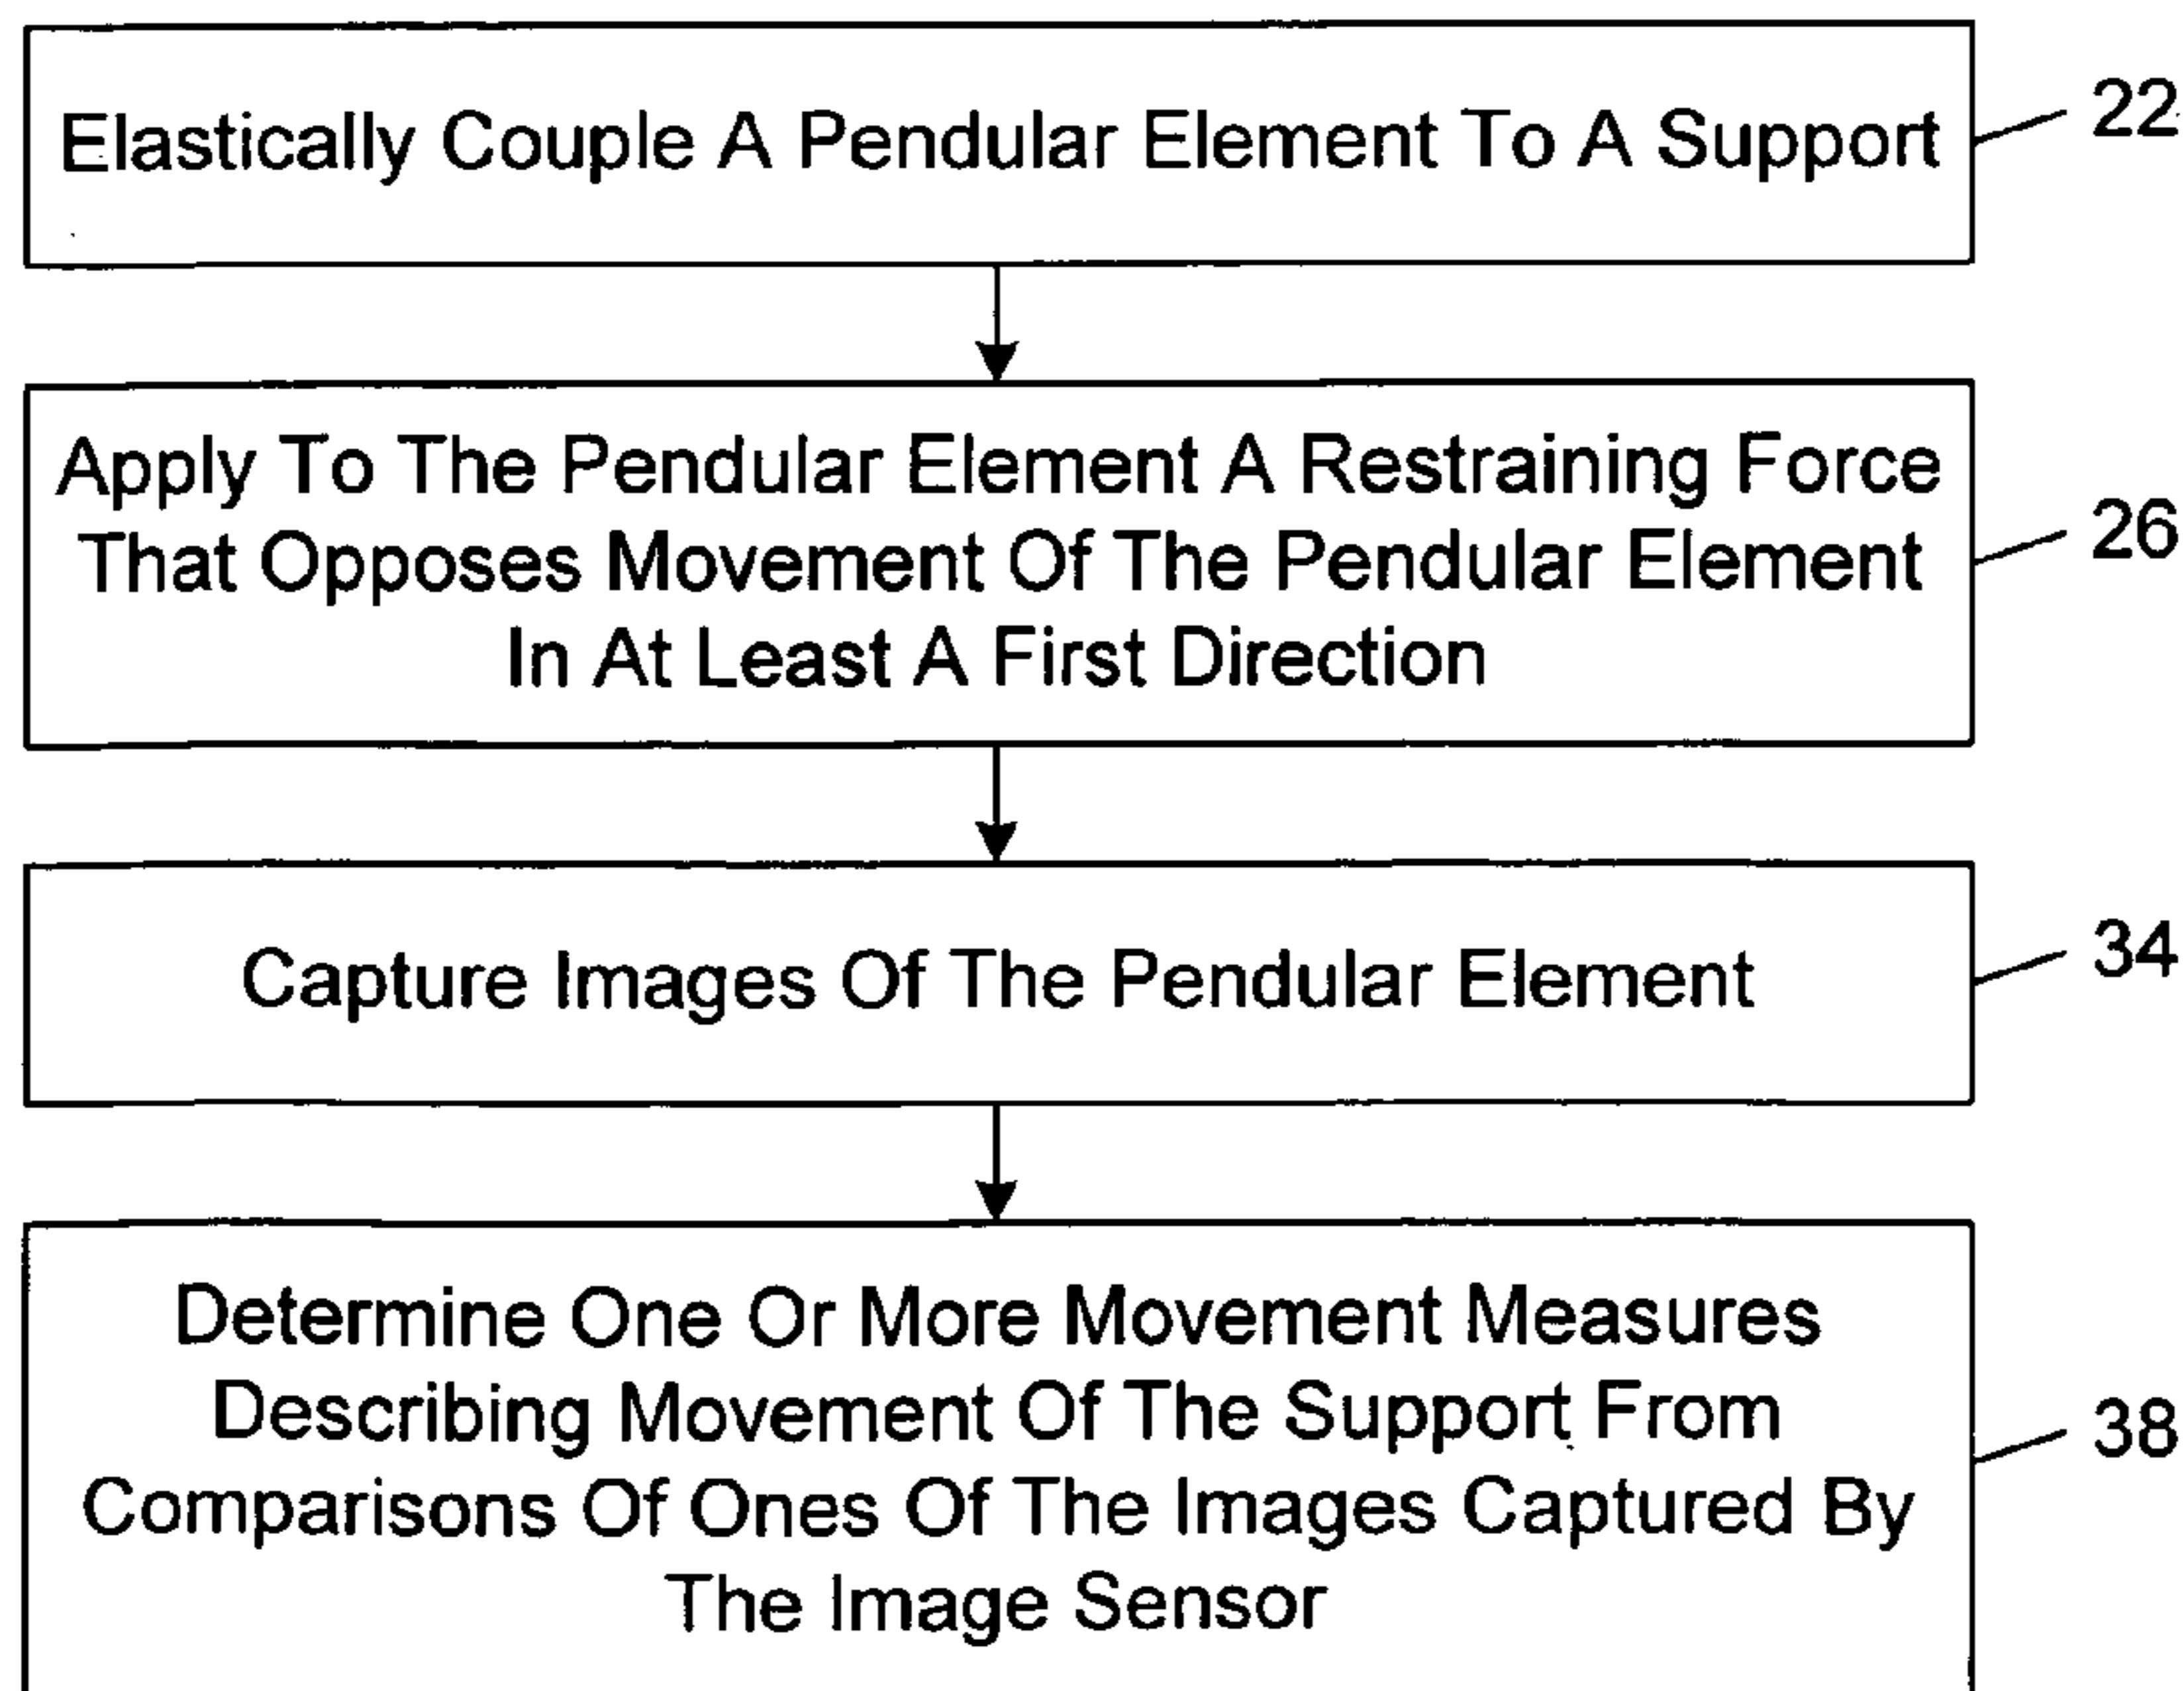 Elastically Couple A Pendular Element To A Support
22
Apply To The Pendular Element A Restraining Force
That Opposes Movement Of The Pendular Element
In At Least A First Direction
26
Capture Images Of The Pendular Element
34
Determine One Or More Movement Measures
Describing Movement Of The Support From
Comparisons Of Ones Of The Images Captured By
The Image Sensor
38